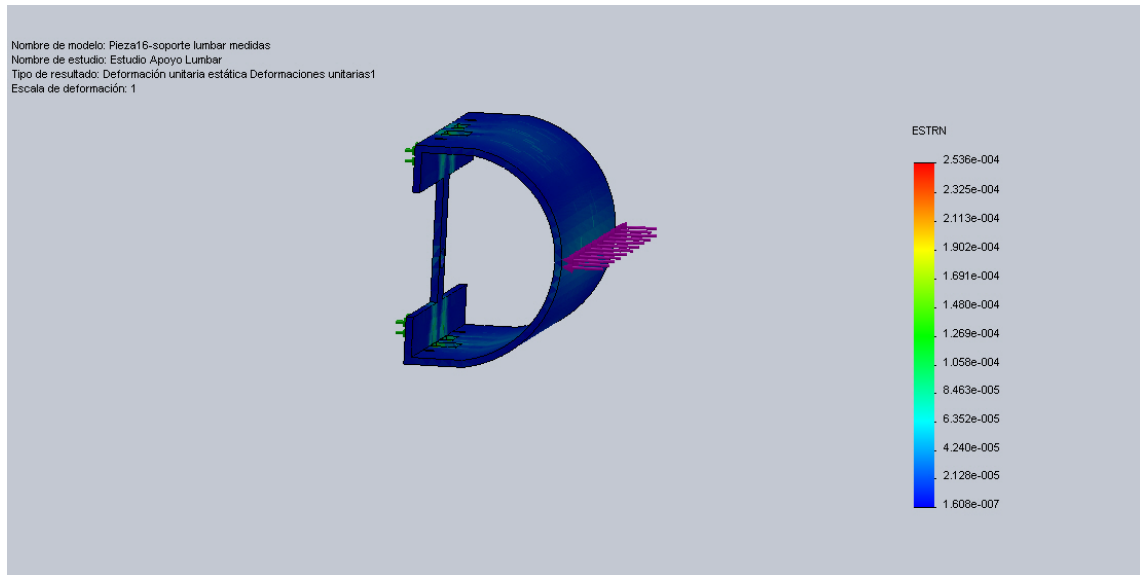 Nombre de modelo: Pieza16-soporte lumbar medidas
Nombre de estudio: Estudio Apoyo Lumbar
Tipo de resultado: Deformación unitaria estática Deformaciones unitarias1
Escala de deformación: 1
ESTRN
2.536e-004
2.325e-004
2.113e-004
1.902e-004
1.691e-004
1.480e-004
1.269e-004
1.058e-004
8.463e-005
6.352e-005
4.240e-005
2.128e-005
1.608e-007